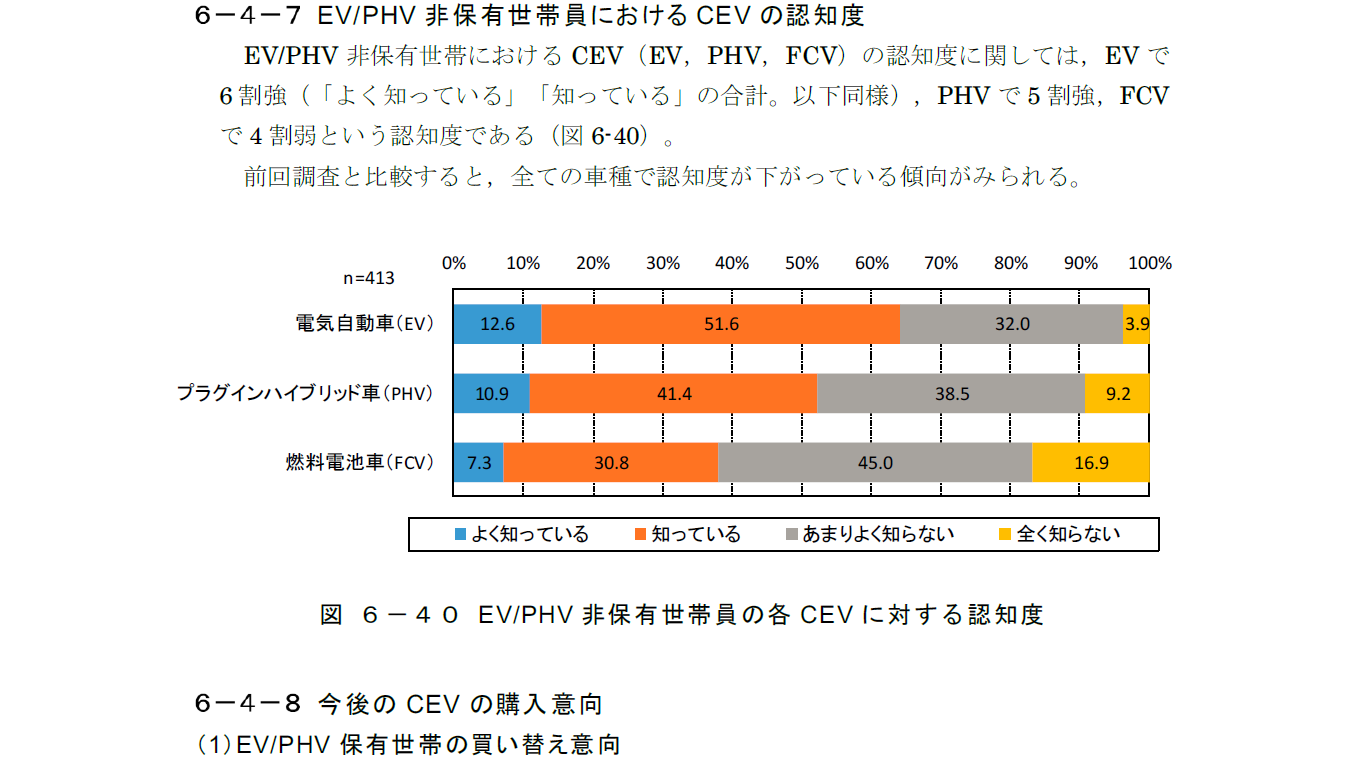 6-4-7 EV/PHV 非保有世帯員における CEV の認知度
EV/PHV 非保有世帯における CEV（EV，PHV，FCV）の認知度に関しては，EV で
6 割強（「よく知っている」「知っている」の合計。以下同様），PHV で 5 割強，FCV
で 4 割弱という認知度である（図 6-40）。
前回調査と比較すると，全ての車種で認知度が下がっている傾向がみられる。
0% 10% 20% 30% 40% 50% 60% 70% 80% 90% 100%
n=413
電気自動車（EV） 12.6 51.6 32.0 3.9
プラグインハイブリッド車（PHV） 10.9 41.4 38.5 9.2
燃料電池車（FCV） 7.3 30.8 45.0 16.9
よく知っている 知っている あまりよく知らない 全く知らない
図 ６－４０ EV/PHV 非保有世帯員の各 CEV に対する認知度
6-4-8 今後の CEV の購入意向
（1）EV/PHV 保有世帯の買い替え意向